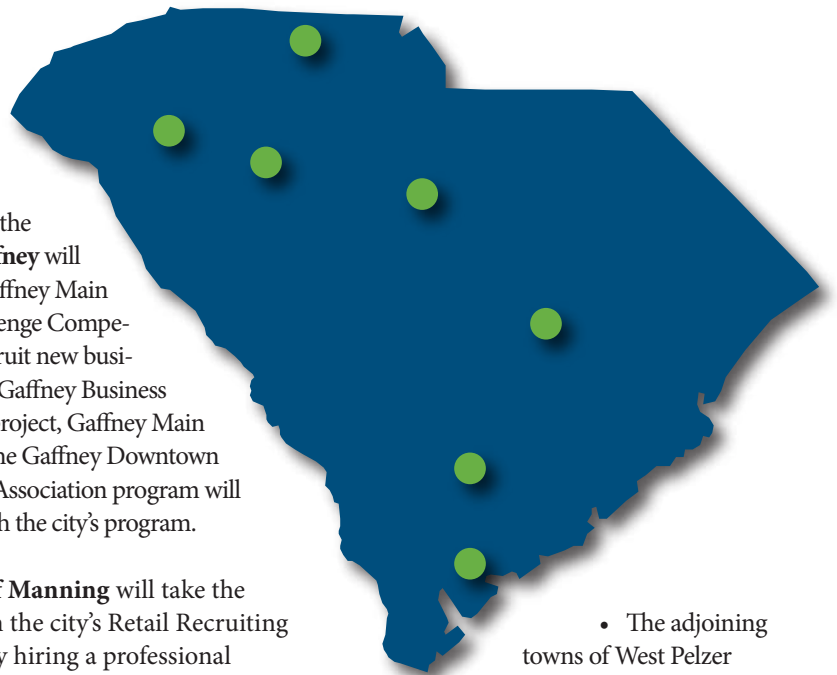 the
fney will
affney Main
enge Compe-
ruit new busi-
Gaffney Business
roject, Gaffney Main
he Gaffney Downtown
Association program will
h the city's program.
f Manning will take the
n the city's Retail Recruiting
y hiring a professional
• The adjoining
towns of West Pelzer